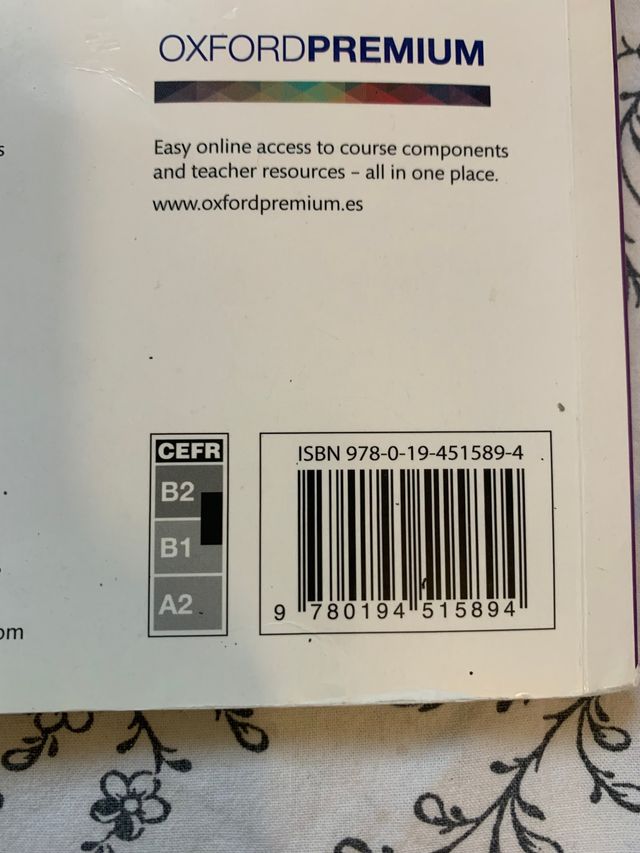 OXFORDPREMIUM
s
Easy online access to course components
and teacher resources – all in one place.
www.oxfordpremium.es
CEFR
B2
B1
A2
ISBN 978-0-19-451589-4
9 780194 515894
om